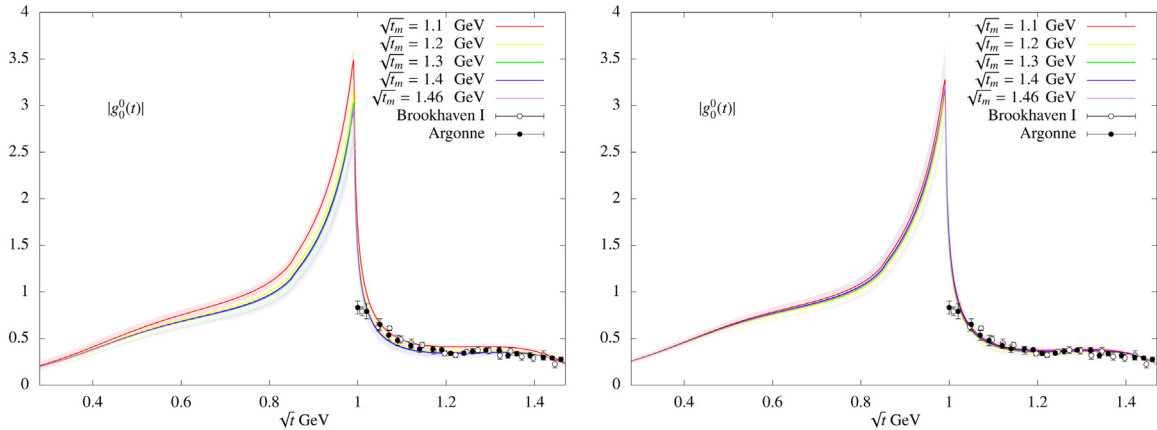 4
3.5
3
2.5
2
1.5
1
0.5
0
|g₀⁰(t)|
√tₘ = 1.1 GeV
√tₘ = 1.2 GeV
√tₘ = 1.3 GeV
√tₘ = 1.4 GeV
√tₘ = 1.46 GeV
Brookhaven I
Argonne
0.4 0.6 0.8 1 1.2 1.4
√t GeV
4
3.5
3
2.5
2
1.5
1
0.5
0
|g₀⁰(t)|
√tₘ = 1.1 GeV
√tₘ = 1.2 GeV
√tₘ = 1.3 GeV
√tₘ = 1.4 GeV
√tₘ = 1.46 GeV
Brookhaven I
Argonne
0.4 0.6 0.8 1 1.2 1.4
√t GeV